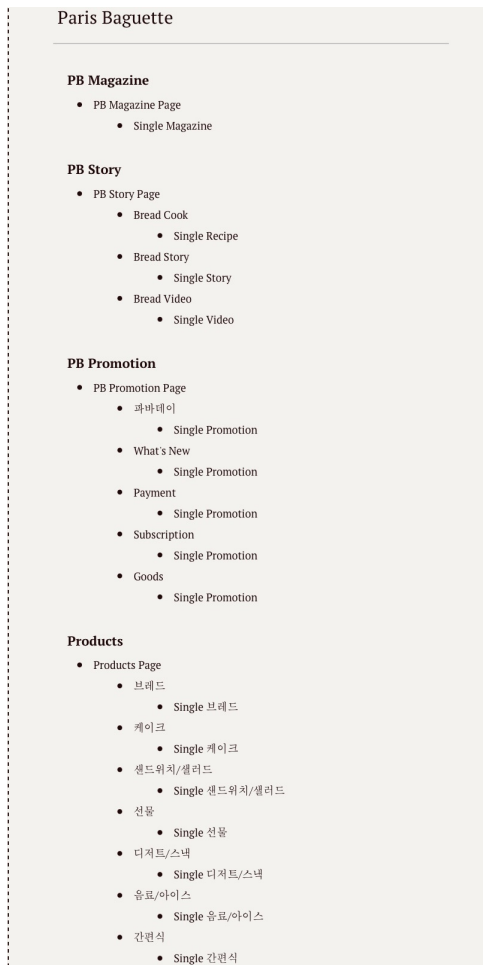 Paris Baguette
PB Magazine
PB Magazine Page
Single Magazine
PB Story
PB Story Page
Bread Cook
Single Recipe
Bread Story
Single Story
Bread Video
Single Video
PB Promotion
PB Promotion Page
파바데이
Single Promotion
What's New
Single Promotion
Payment
Single Promotion
Subscription
Single Promotion
Goods
Single Promotion
Products
Products Page
브레드
Single 브레드
케이크
Single 케이크
샌드위치/샐러드
Single 샌드위치/샐러드
선물
Single 선물
디저트/스낵
Single 디저트/스낵
음료/아이스
Single 음료/아이스
간편식
Single 간편식